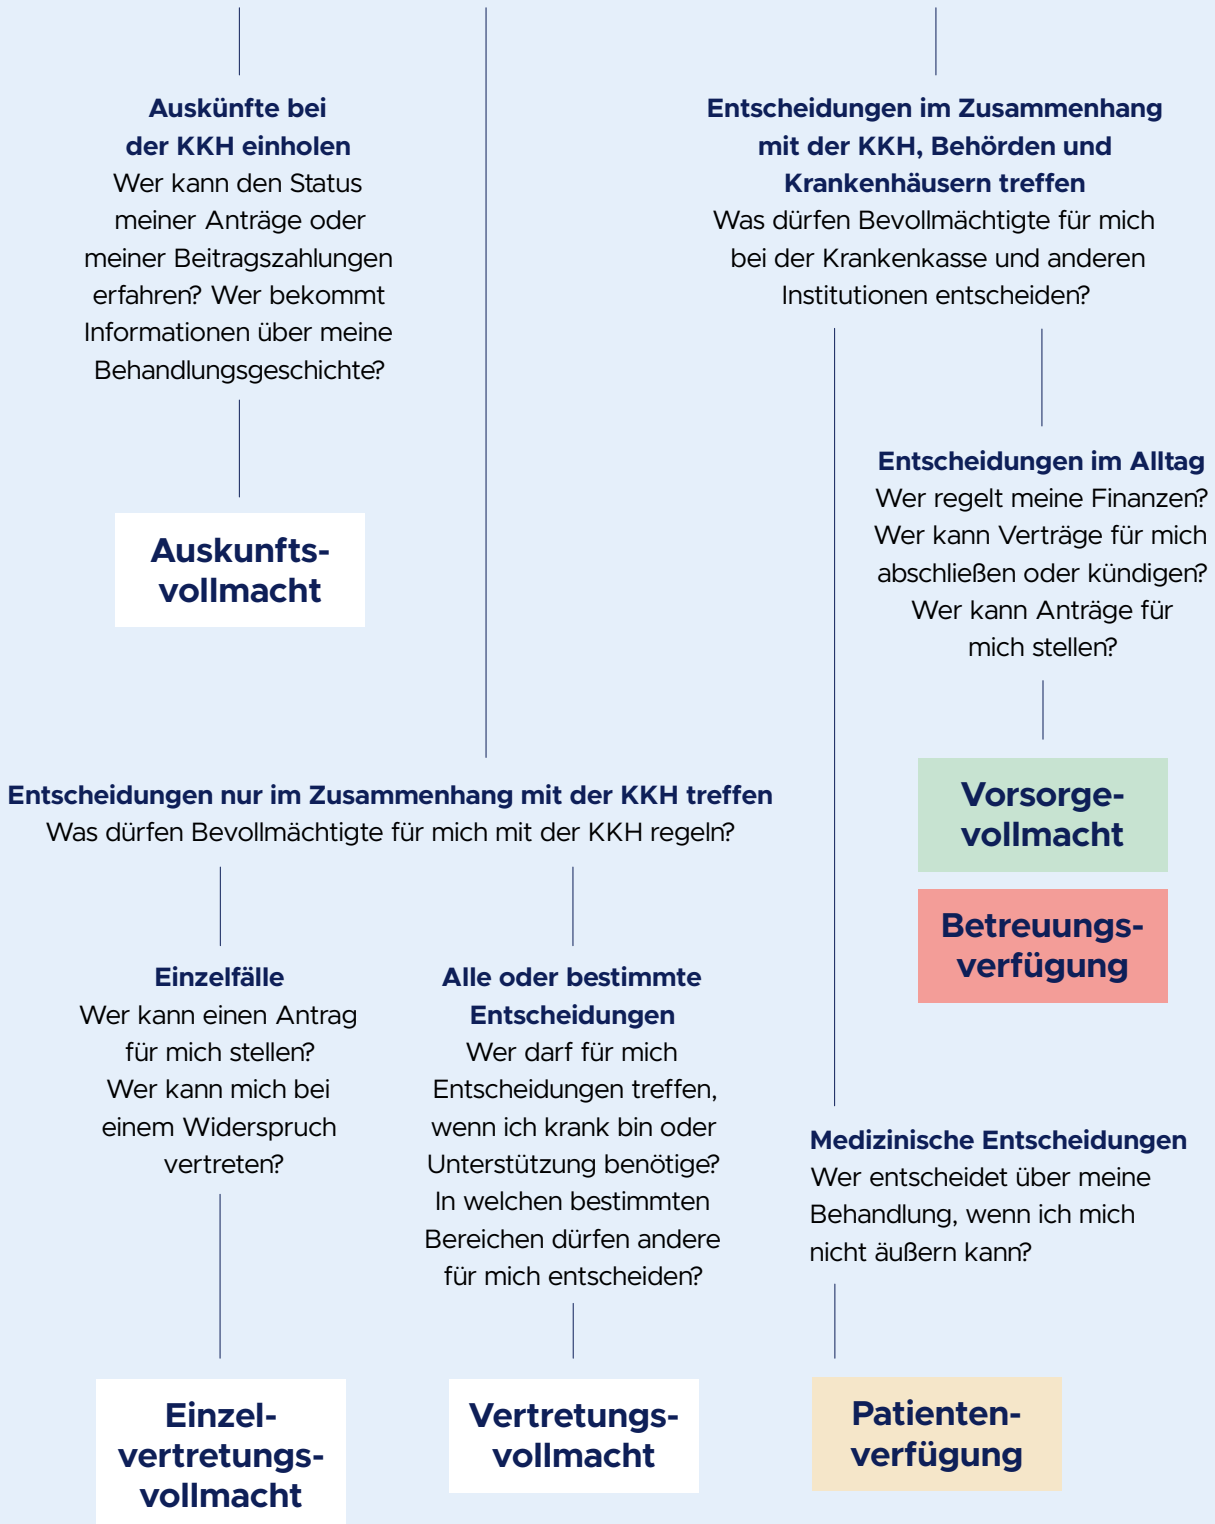 Auskünfte bei
der KKH einholen
Wer kann den Status
meiner Anträge oder
meiner Beitragszahlungen
erfahren? Wer bekommt
Informationen über meine
Behandlungsgeschichte?
Auskunfts-
vollmacht
Entscheidungen im Zusammenhang
mit der KKH, Behörden und
Krankenhäusern treffen
Was dürfen Bevollmächtigte für mich
bei der Krankenkasse und anderen
Institutionen entscheiden?
Entscheidungen im Alltag
Wer regelt meine Finanzen?
Wer kann Verträge für mich
abschließen oder kündigen?
Wer kann Anträge für
mich stellen?
Vorsorge-
vollmacht
Betreuungs-
verfügung
Entscheidungen nur im Zusammenhang mit der KKH treffen
Was dürfen Bevollmächtigte für mich mit der KKH regeln?
Einzelfälle
Wer kann einen Antrag
für mich stellen?
Wer kann mich bei
einem Widerspruch
vertreten?
Einzel-
vertretungs-
vollmacht
Alle oder bestimmte
Entscheidungen
Wer darf für mich
Entscheidungen treffen,
wenn ich krank bin oder
Unterstützung benötige?
In welchen bestimmten
Bereichen dürfen andere
für mich entscheiden?
Vertretungs-
vollmacht
Medizinische Entscheidungen
Wer entscheidet über meine
Behandlung, wenn ich mich
nicht äußern kann?
Patienten-
verfügung